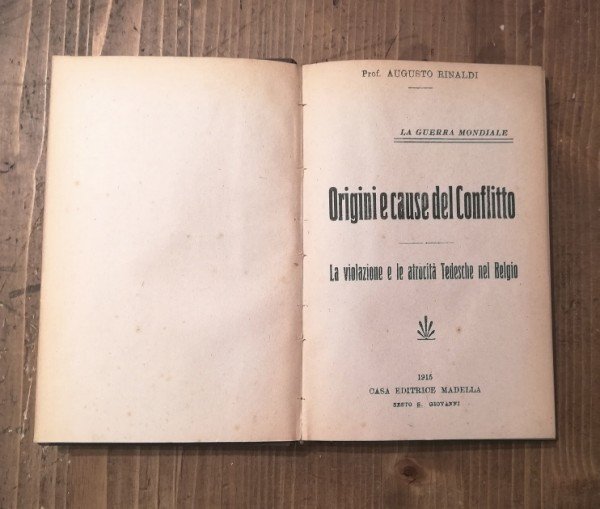 Prof. AUGUSTO RINALDI
LA GUERRA MONDIALE
Origini e cause del Conflitto
La violazione e le atrocità Tedesche nel Belgio
1915
CASA EDITRICE MADELLA
SESTO S. GIOVANNI